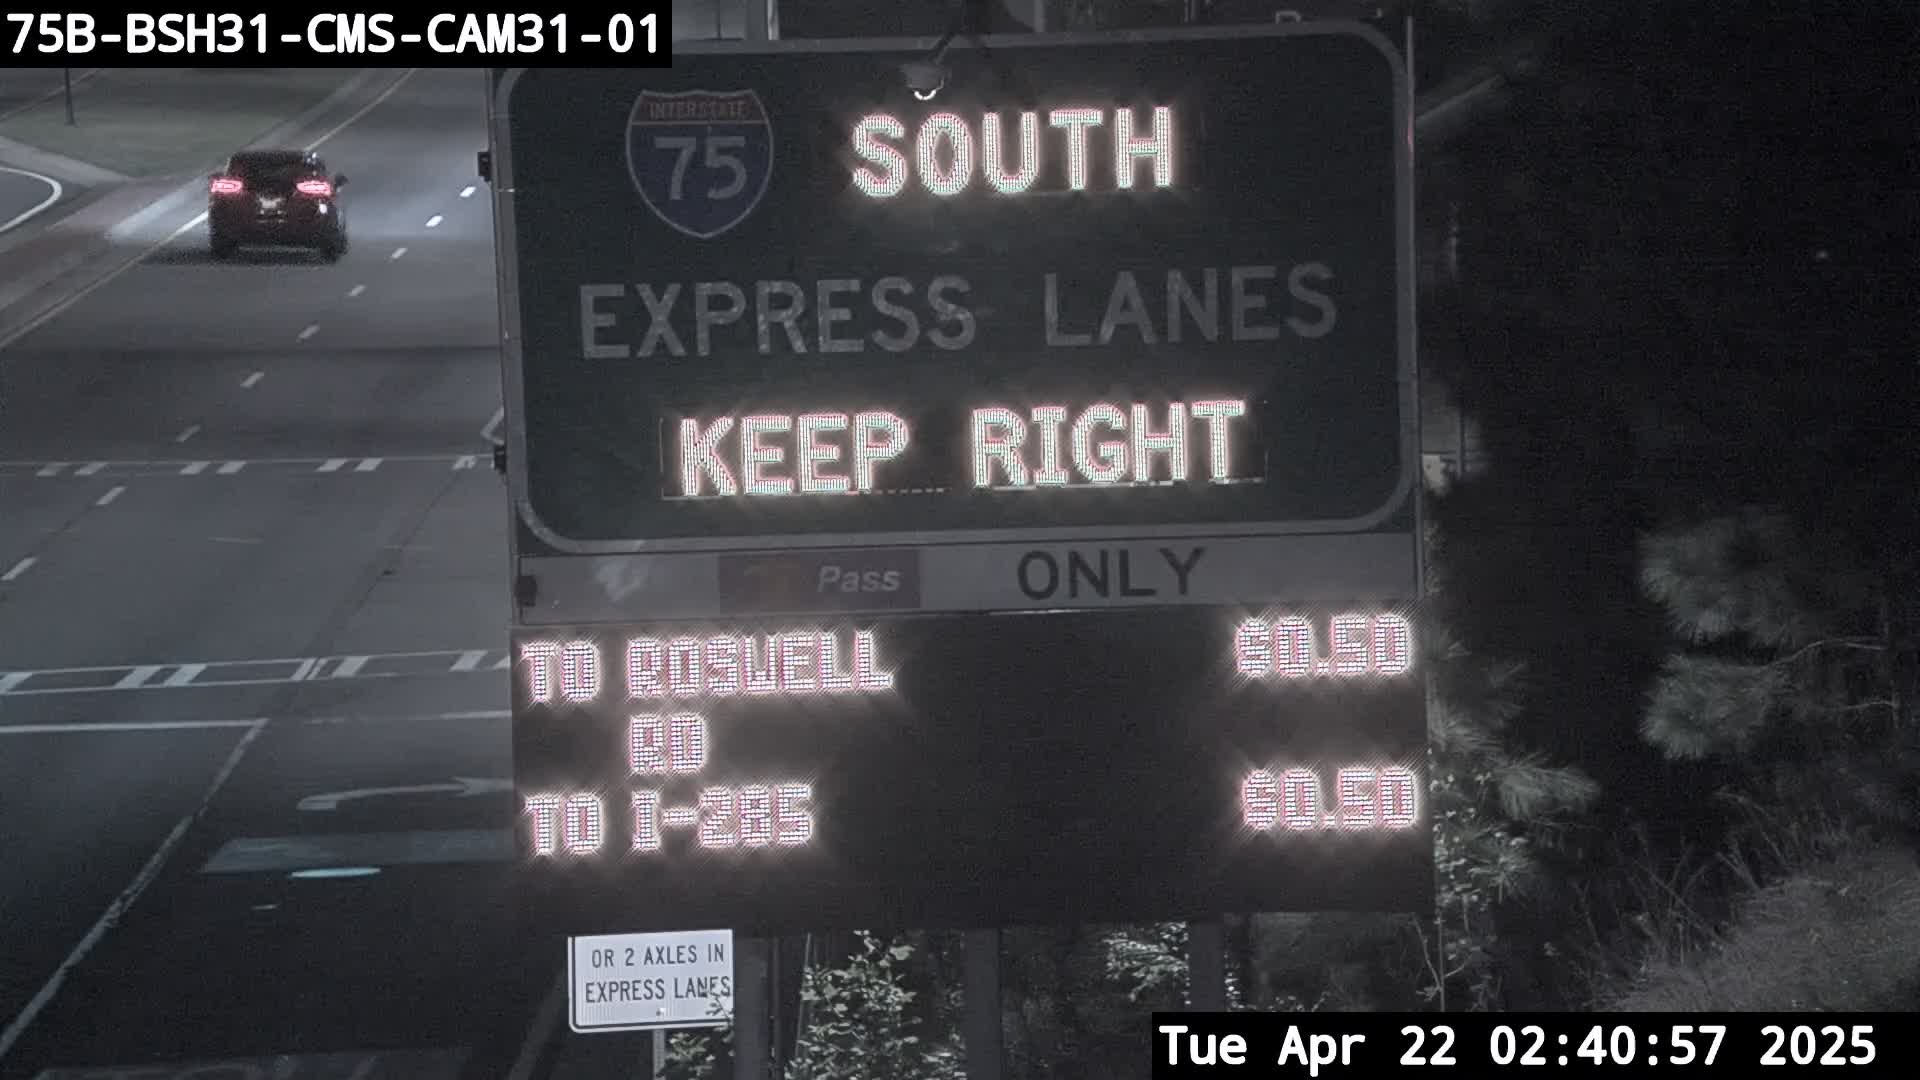 75B-BSH31-CMS-CAM31-01
INTERSTATE
75
SOUTH
EXPRESS LANES
KEEP RIGHT
Pass ONLY
TO ROSWELL $0.50
RD
TO I-285 $0.50
OR 2 AXLES IN
EXPRESS LANES
Tue Apr 22 02:40:57 2025